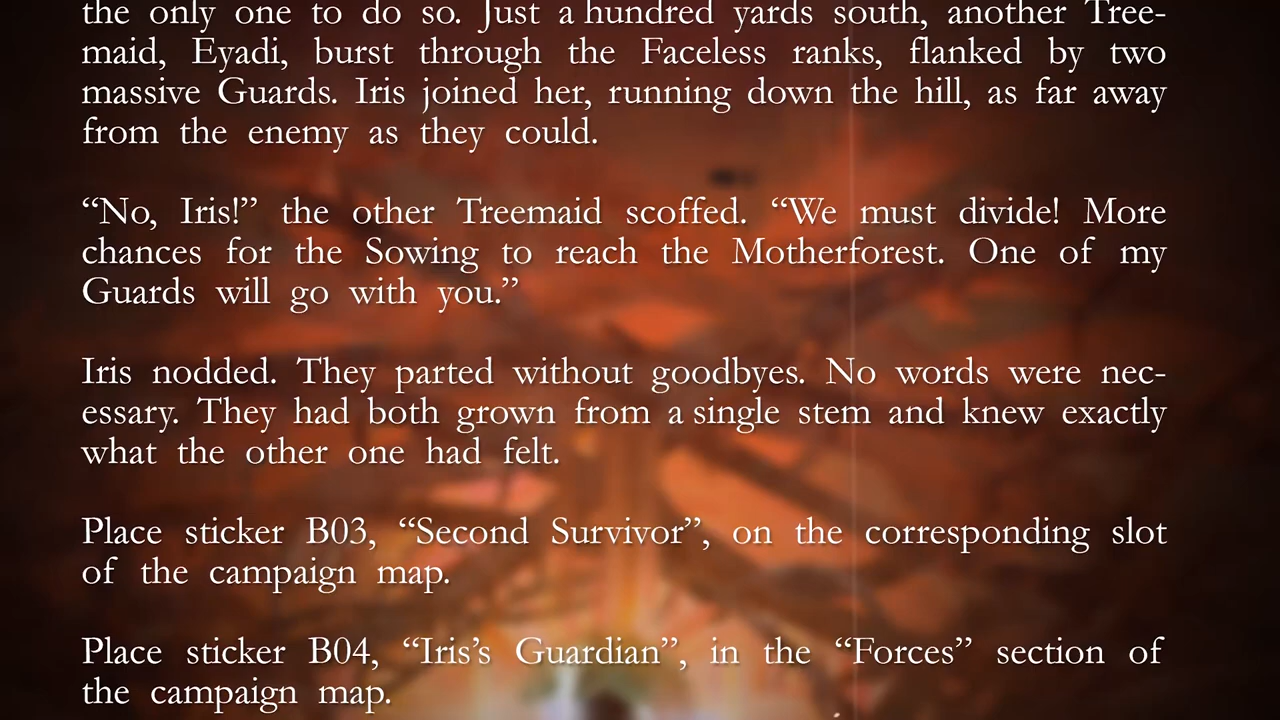 the only one to do so. Just a hundred yards south, another Tree-
maid, Eyadi, burst through the Faceless ranks, flanked by two
massive Guards. Iris joined her, running down the hill, as far away
from the enemy as they could.
“No, Iris!” the other Treemaid scoffed. “We must divide! More
chances for the Sowing to reach the Motherforest. One of my
Guards will go with you.”
Iris nodded. They parted without goodbyes. No words were nec-
essary. They had both grown from a single stem and knew exactly
what the other one had felt.
Place sticker B03, “Second Survivor”, on the corresponding slot
of the campaign map.
Place sticker B04, “Iris’s Guardian”, in the “Forces” section of
the campaign map.